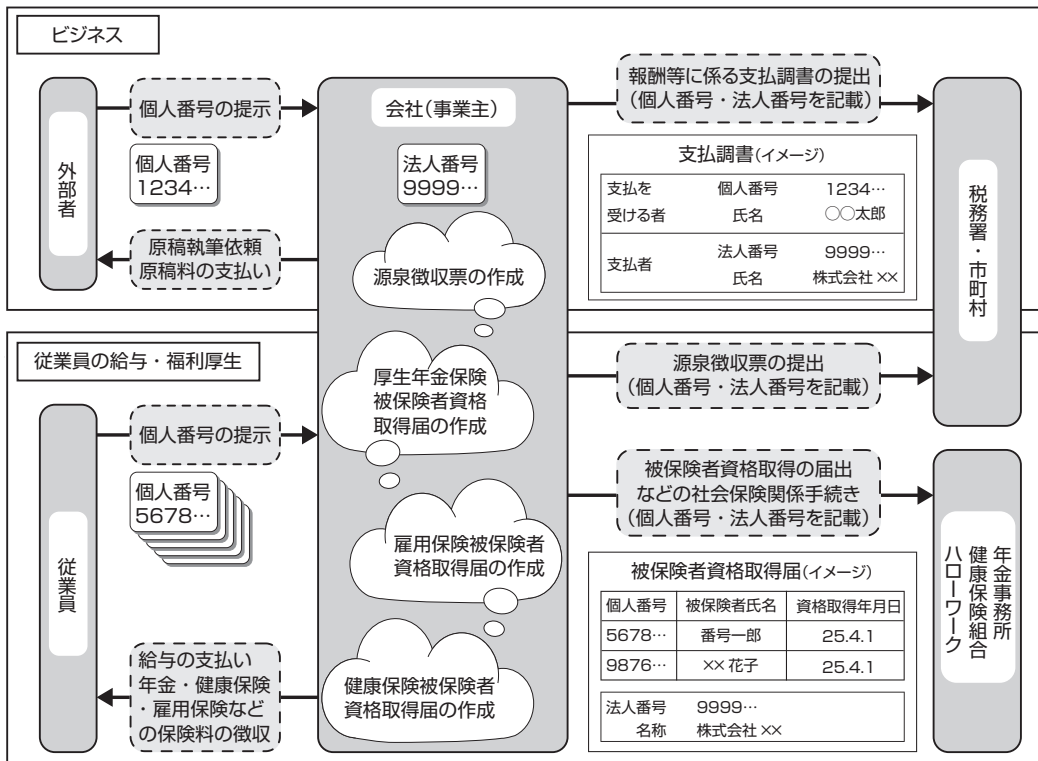 ビジネス
外部者
個人番号の提示
個人番号
1234…
原稿執筆依頼
原稿料の支払い
会社(事業主)
法人番号
9999…
源泉徴収票の作成
報酬等に係る支払調書の提出
(個人番号・法人番号を記載)
支払調書(イメージ)
支払を 個人番号 1234…
受ける者 氏名 ○○太郎
支払者
法人番号 9999…
氏名 株式会社××
税務署・市町村
従業員の給与・福利厚生
従業員
個人番号の提示
個人番号
5678…
給与の支払い
年金・健康保険
・雇用保険など
の保険料の徴収
厚生年金保険
被保険者資格
取得届の作成
雇用保険被保険者
資格取得届の作成
健康保険被保険者
資格取得届の作成
源泉徴収票の提出
(個人番号・法人番号を記載)
被保険者資格取得の届出
などの社会保険関係手続き
(個人番号・法人番号を記載)
被保険者資格取得届(イメージ)
個人番号 被保険者氏名 資格取得年月日
5678… 番号一郎 25.4.1
9876… ××花子 25.4.1
法人番号 9999…
名称 株式会社××
年金事務所
健康保険組合
ハローワーク